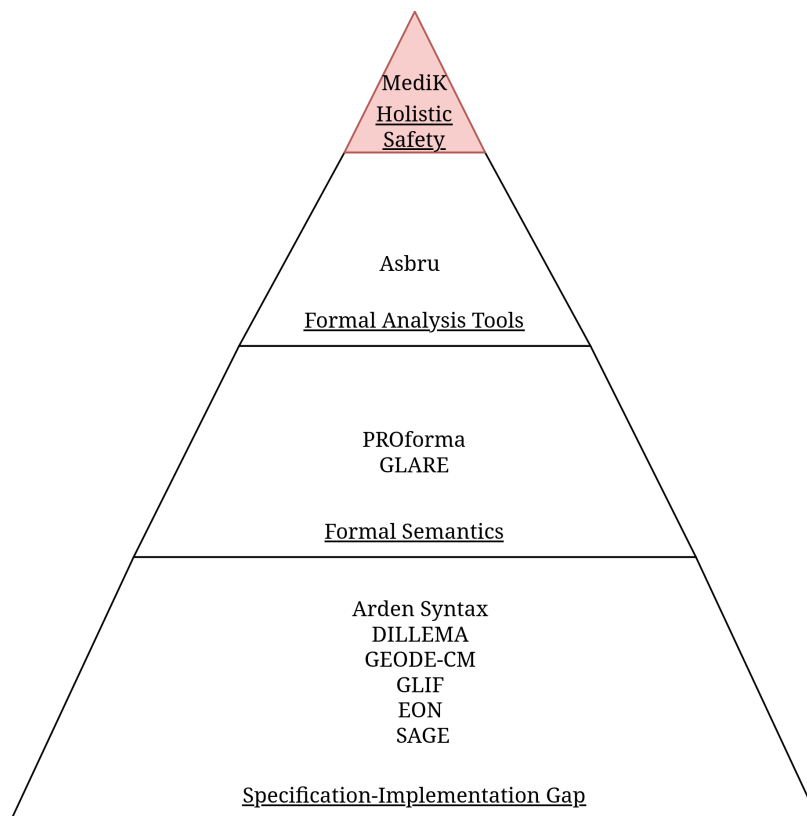 MediK
Holistic
Safety
Asbru
Formal Analysis Tools
PROforma
GLARE
Formal Semantics
Arden Syntax
DILLEMA
GEODE-CM
GLIF
EON
SAGE
Specification-Implementation Gap